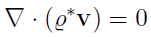 ∇ · (ϱ*v) = 0